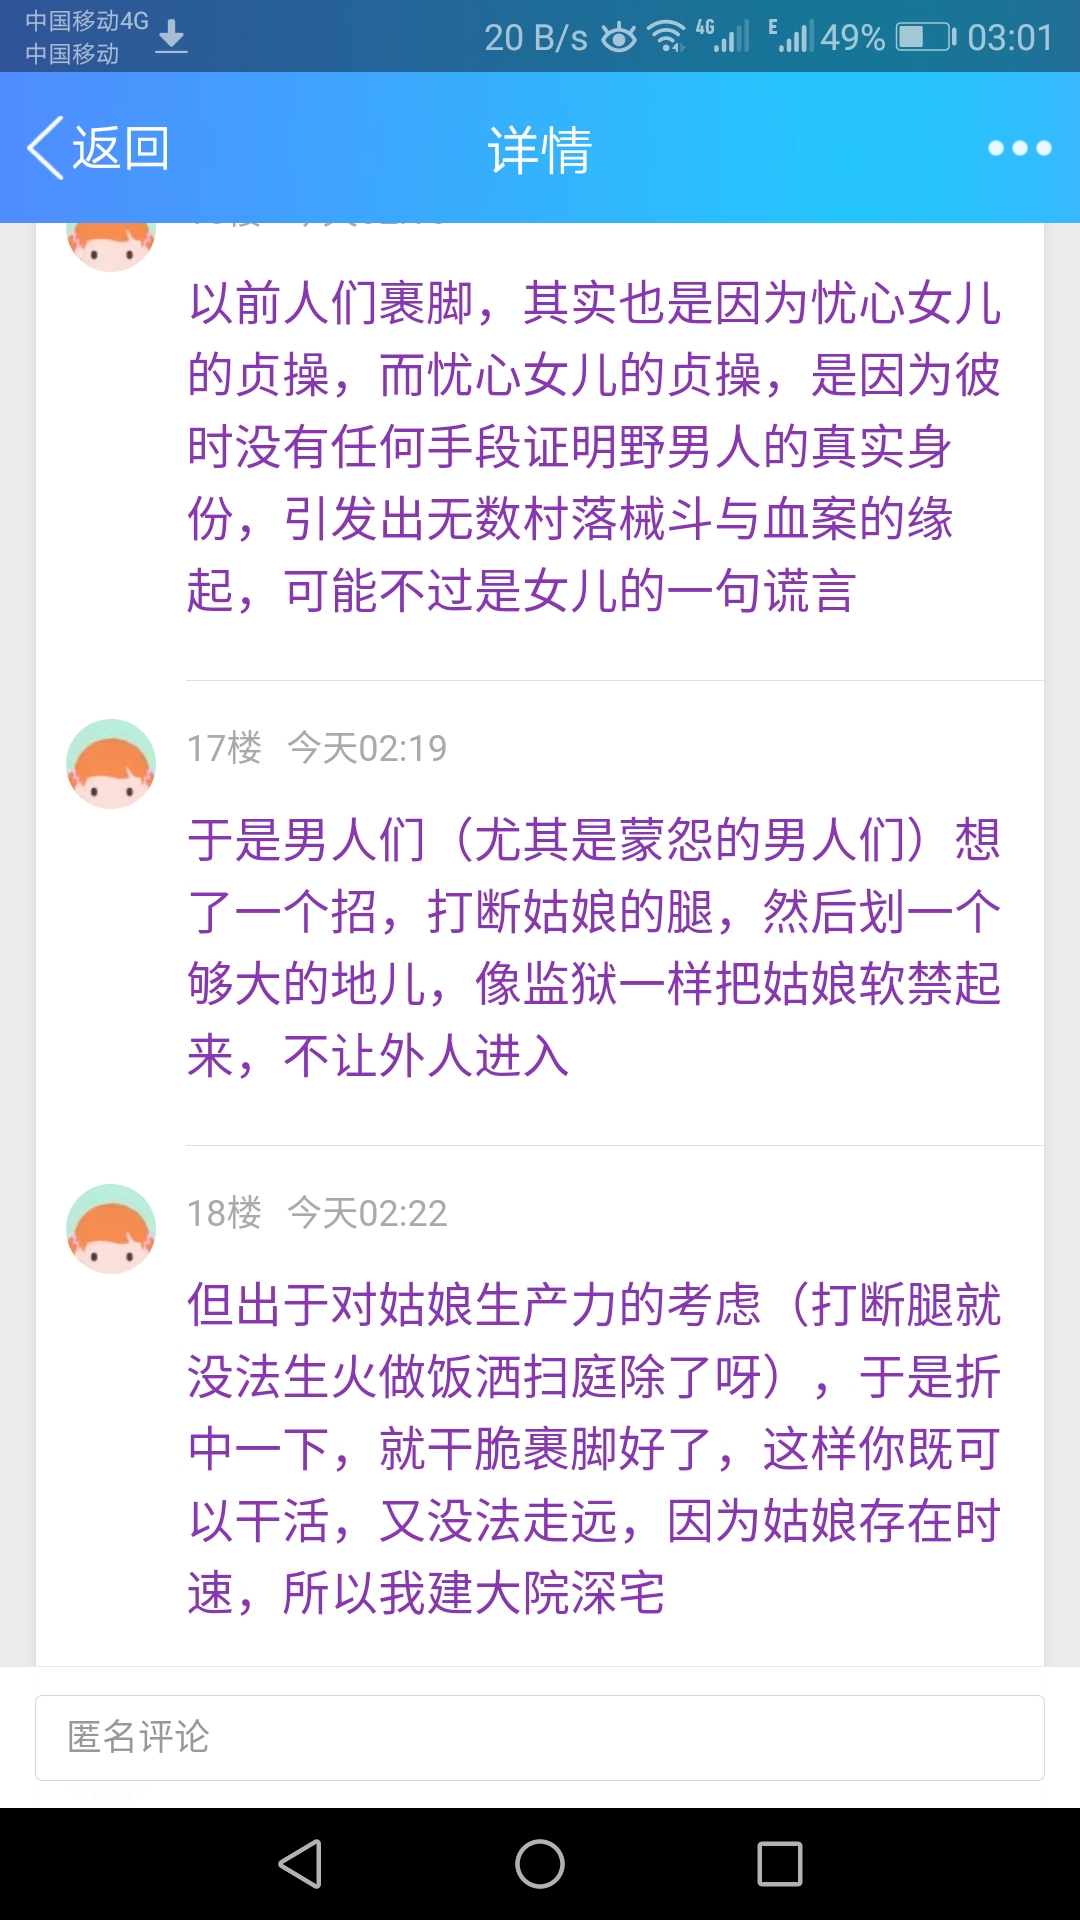 中国移动4G
中国移动
20 B/s
4G
E
49%
03:01
返回
详情
以前人们裹脚，其实也是因为忧心女儿
的贞操，而忧心女儿的贞操，是因为彼
时没有任何手段证明野男人的真实身
份，引发出无数村落械斗与血案的缘
起，可能不过是女儿的一句谎言
17楼 今天02:19
于是男人们（尤其是蒙怨的男人们）想
了一个招，打断姑娘的腿，然后划一个
够大的地儿，像监狱一样把姑娘软禁起
来，不让外人进入
18楼 今天02:22
但出于对姑娘生产力的考虑（打断腿就
没法生火做饭洒扫庭除了呀），于是折
中一下，就干脆裹脚好了，这样你既可
以干活，又没法走远，因为姑娘存在时
速，所以我建大院深宅
匿名评论